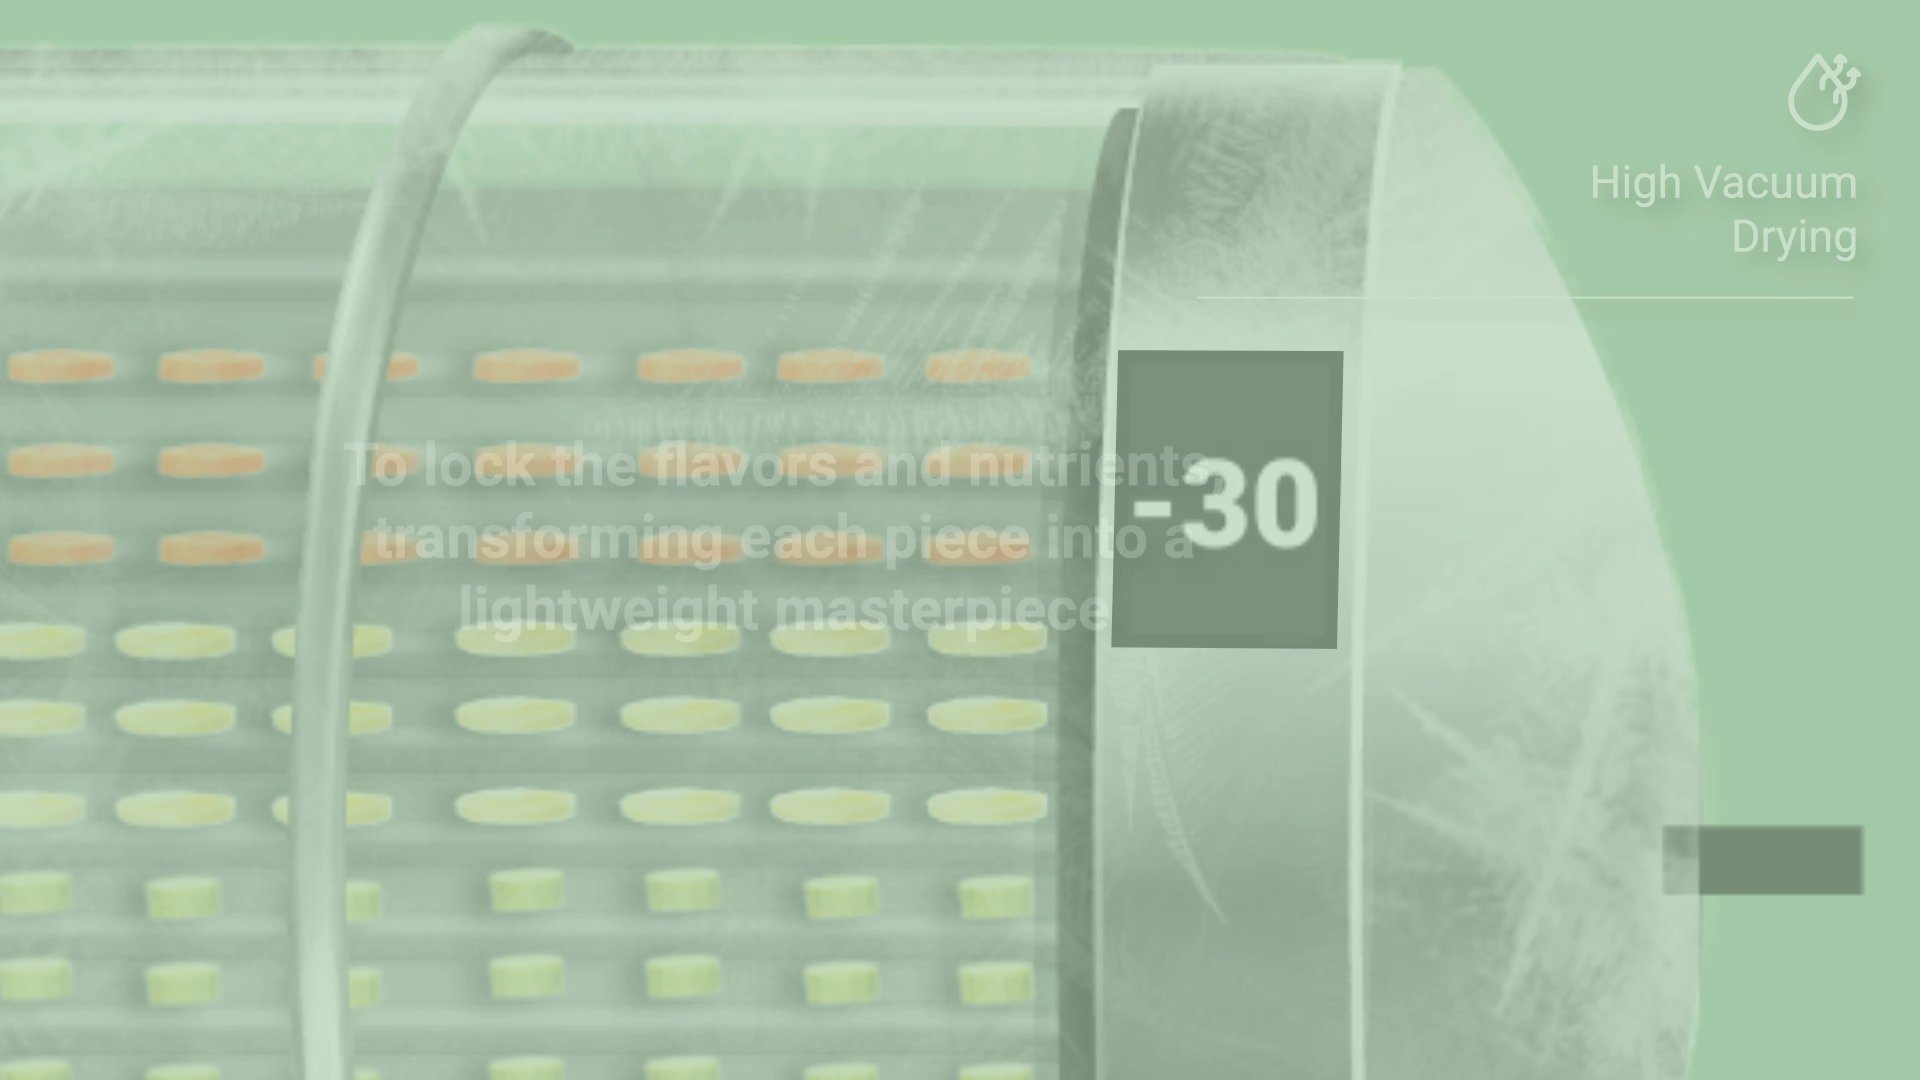 High Vacuum
Drying
To lock the flavors and nutrients,
transforming each piece into a
lightweight masterpiece
-30